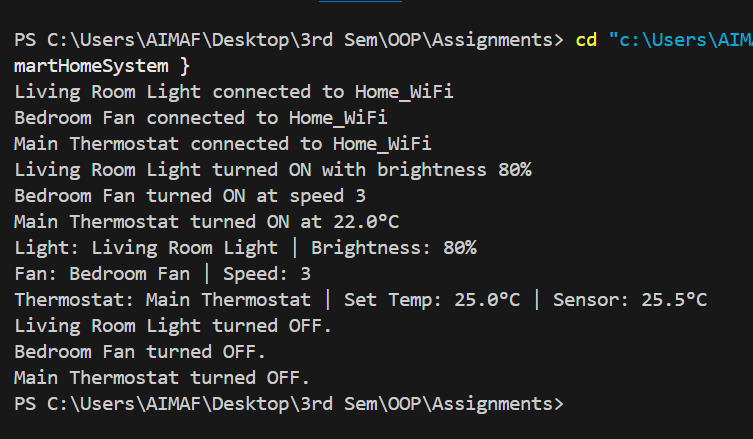 PS C:\Users\AIMAF\Desktop\3rd Sem\OOP\Assignments> cd "c:\Users\AIM
martHomeSystem }
Living Room Light connected to Home_WiFi
Bedroom Fan connected to Home_WiFi
Main Thermostat connected to Home_WiFi
Living Room Light turned ON with brightness 80%
Bedroom Fan turned ON at speed 3
Main Thermostat turned ON at 22.0°C
Light: Living Room Light | Brightness: 80%
Fan: Bedroom Fan | Speed: 3
Thermostat: Main Thermostat | Set Temp: 25.0°C | Sensor: 25.5°C
Living Room Light turned OFF.
Bedroom Fan turned OFF.
Main Thermostat turned OFF.
PS C:\Users\AIMAF\Desktop\3rd Sem\OOP\Assignments>